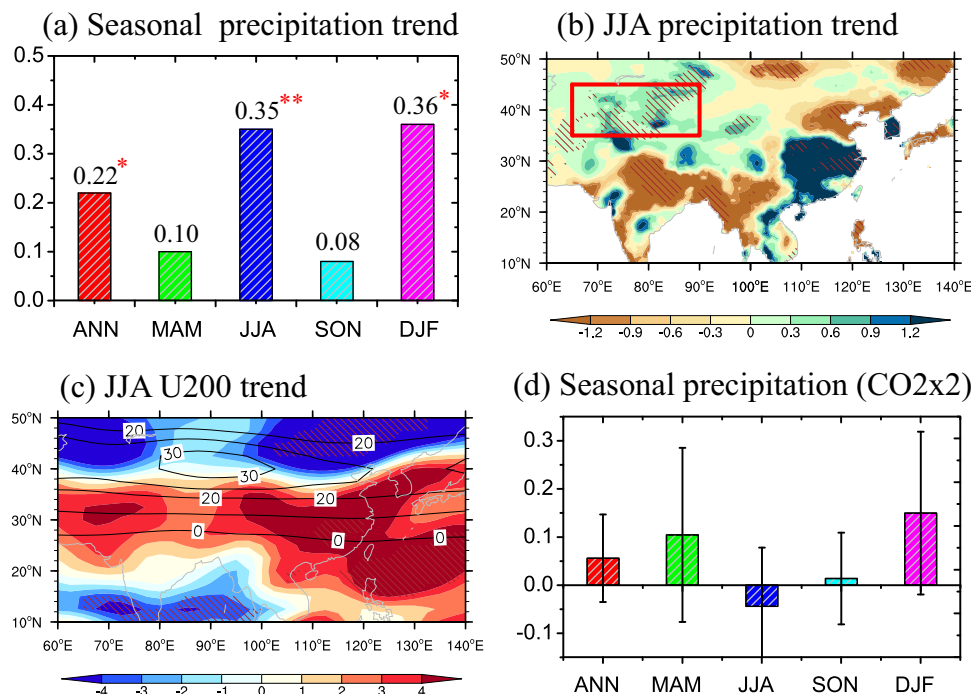 (a) Seasonal precipitation trend
0.5
0.4
0.3
0.2
0.1
0.0
0.22*
0.10
0.35**
0.08
0.36*
ANN MAM JJA SON DJF
(b) JJA precipitation trend
50°N
40°N
30°N
20°N
10°N
60°E 70°E 80°E 90°E 100°E 110°E 120°E 130°E 140°E
-1.2 -0.9 -0.6 -0.3 0 0.3 0.6 0.9 1.2
(c) JJA U200 trend
50°N
40°N
30°N
20°N
10°N
20 20
30
30
20 20
0 0
60°E 70°E 80°E 90°E 100°E 110°E 120°E 130°E 140°E
-4 -3 -2 -1 0 1 2 3 4
(d) Seasonal precipitation (CO2x2)
0.3
0.2
0.1
0.0
-0.1
ANN MAM JJA SON DJF